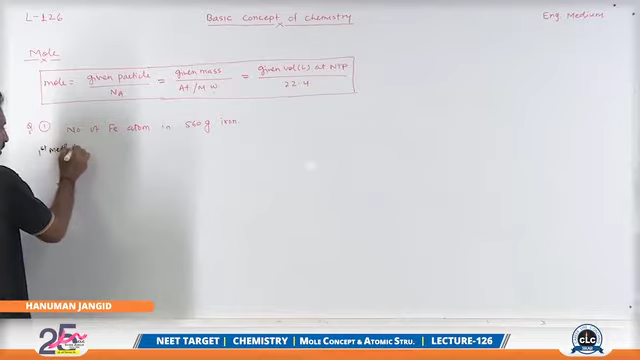 L-126 Basic Concept of Chemistry Eng. Medium
Mole
mole = given particle / NA = given mass / At/M w = given vol(L) at NTP / 22.4
Q ① No of Fe atom in 560 g iron
1st Meth
HANUMAN JANGID
25
NEET TARGET | CHEMISTRY | MOLE CONCEPT & ATOMIC STRU. | LECTURE-126
CLC